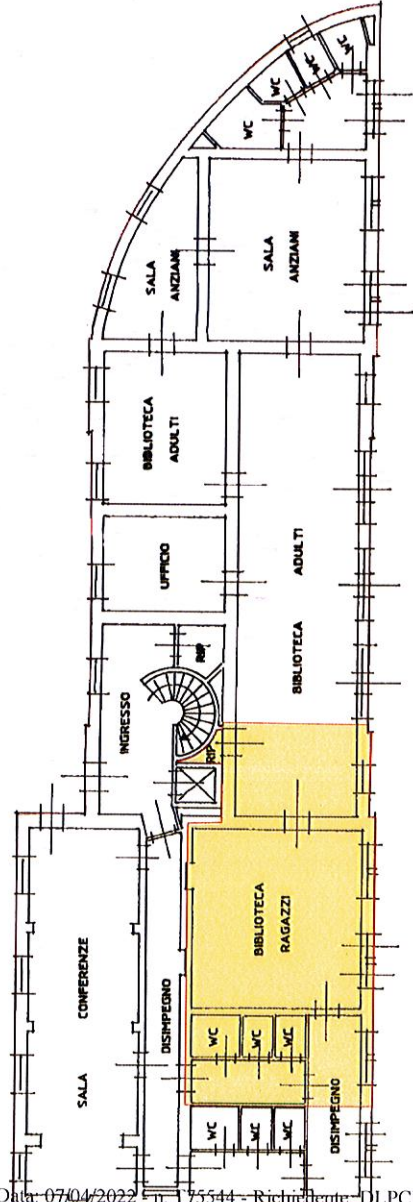 WC
WC
WC
WC
SALA
ANZIANI
SALA
ANZIANI
BIBLIOTECA
ADULTI
UFFICIO
BIBLIOTECA ADULTI
INGRESSO
RIP
RIP
SALA CONFERENZE
DISIMPEGNO
BIBLIOTECA
RAGAZZI
WC WC WC
WC WC WC
DISIMPEGNO
Data: 07/04/2022 - n. T75544 - Richiedente: DLPC